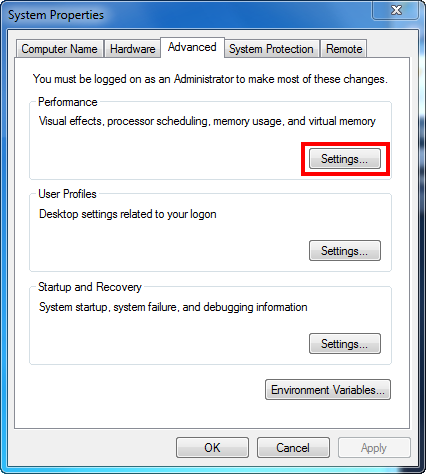 System Properties
Computer Name
Hardware
Advanced
System Protection
Remote
You must be logged on as an Administrator to make most of these changes.
Performance
Visual effects, processor scheduling, memory usage, and virtual memory
Settings...
User Profiles
Desktop settings related to your logon
Settings...
Startup and Recovery
System startup, system failure, and debugging information
Settings...
Environment Variables...
OK
Cancel
Apply